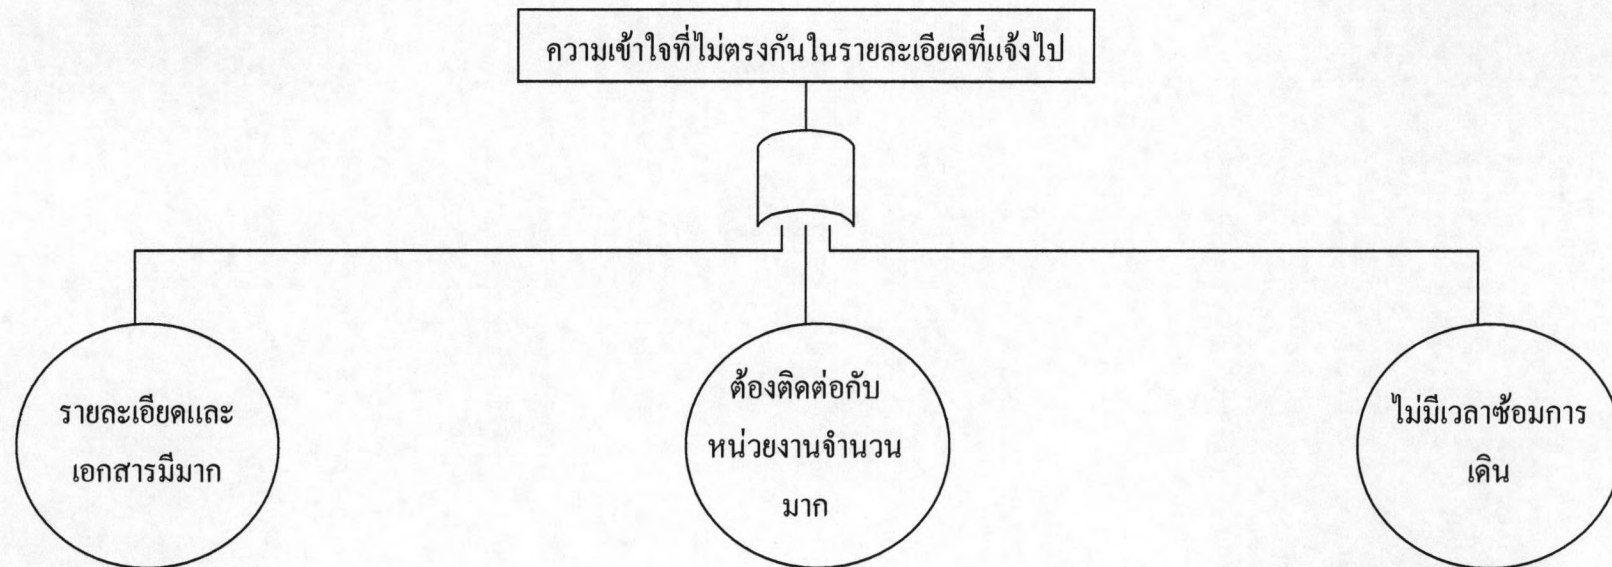 ความเข้าใจที่ไม่ตรงกันในรายละเอียดที่แจ้งไป
รายละเอียดและ
เอกสารมีมาก
ต้องติดต่อกับ
หน่วยงานจำนวน
มาก
ไม่มีเวลาซ้อมการ
เดิน